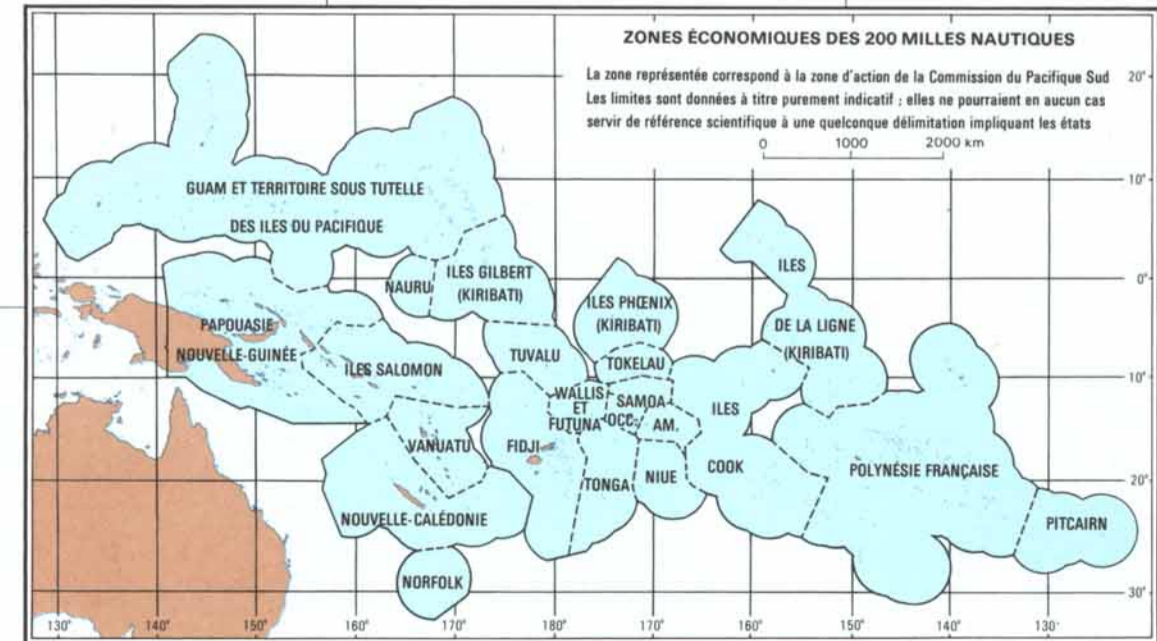 ZONES ÉCONOMIQUES DES 200 MILLES NAUTIQUES
La zone représentée correspond à la zone d'action de la Commission du Pacifique Sud
Les limites sont données à titre purement indicatif ; elles ne pourraient en aucun cas
servir de référence scientifique à une quelconque délimitation impliquant les états
0 1000 2000 km
20°
10°
0°
10°
20°
30°
GUAM ET TERRITOIRE SOUS TUTELLE
DES ILES DU PACIFIQUE
NAURU
ILES GILBERT
(KIRIBATI)
ILES PHŒNIX
(KIRIBATI)
ILES
DE LA LIGNE
(KIRIBATI)
PAPOUASIE
NOUVELLE-GUINÉE
ILES SALOMON
TUVALU
TOKELAU
WALLIS
ET
FUTUNA
SAMOA
(OCC.
AM.
ILES
COOK
VANUATU
FIDJI
TONGA
NIUE
POLYNÉSIE FRANÇAISE
NOUVELLE-CALÉDONIE
PITCAIRN
NORFOLK
130° 140° 150° 160° 170° 180° 170° 160° 150° 140° 130°